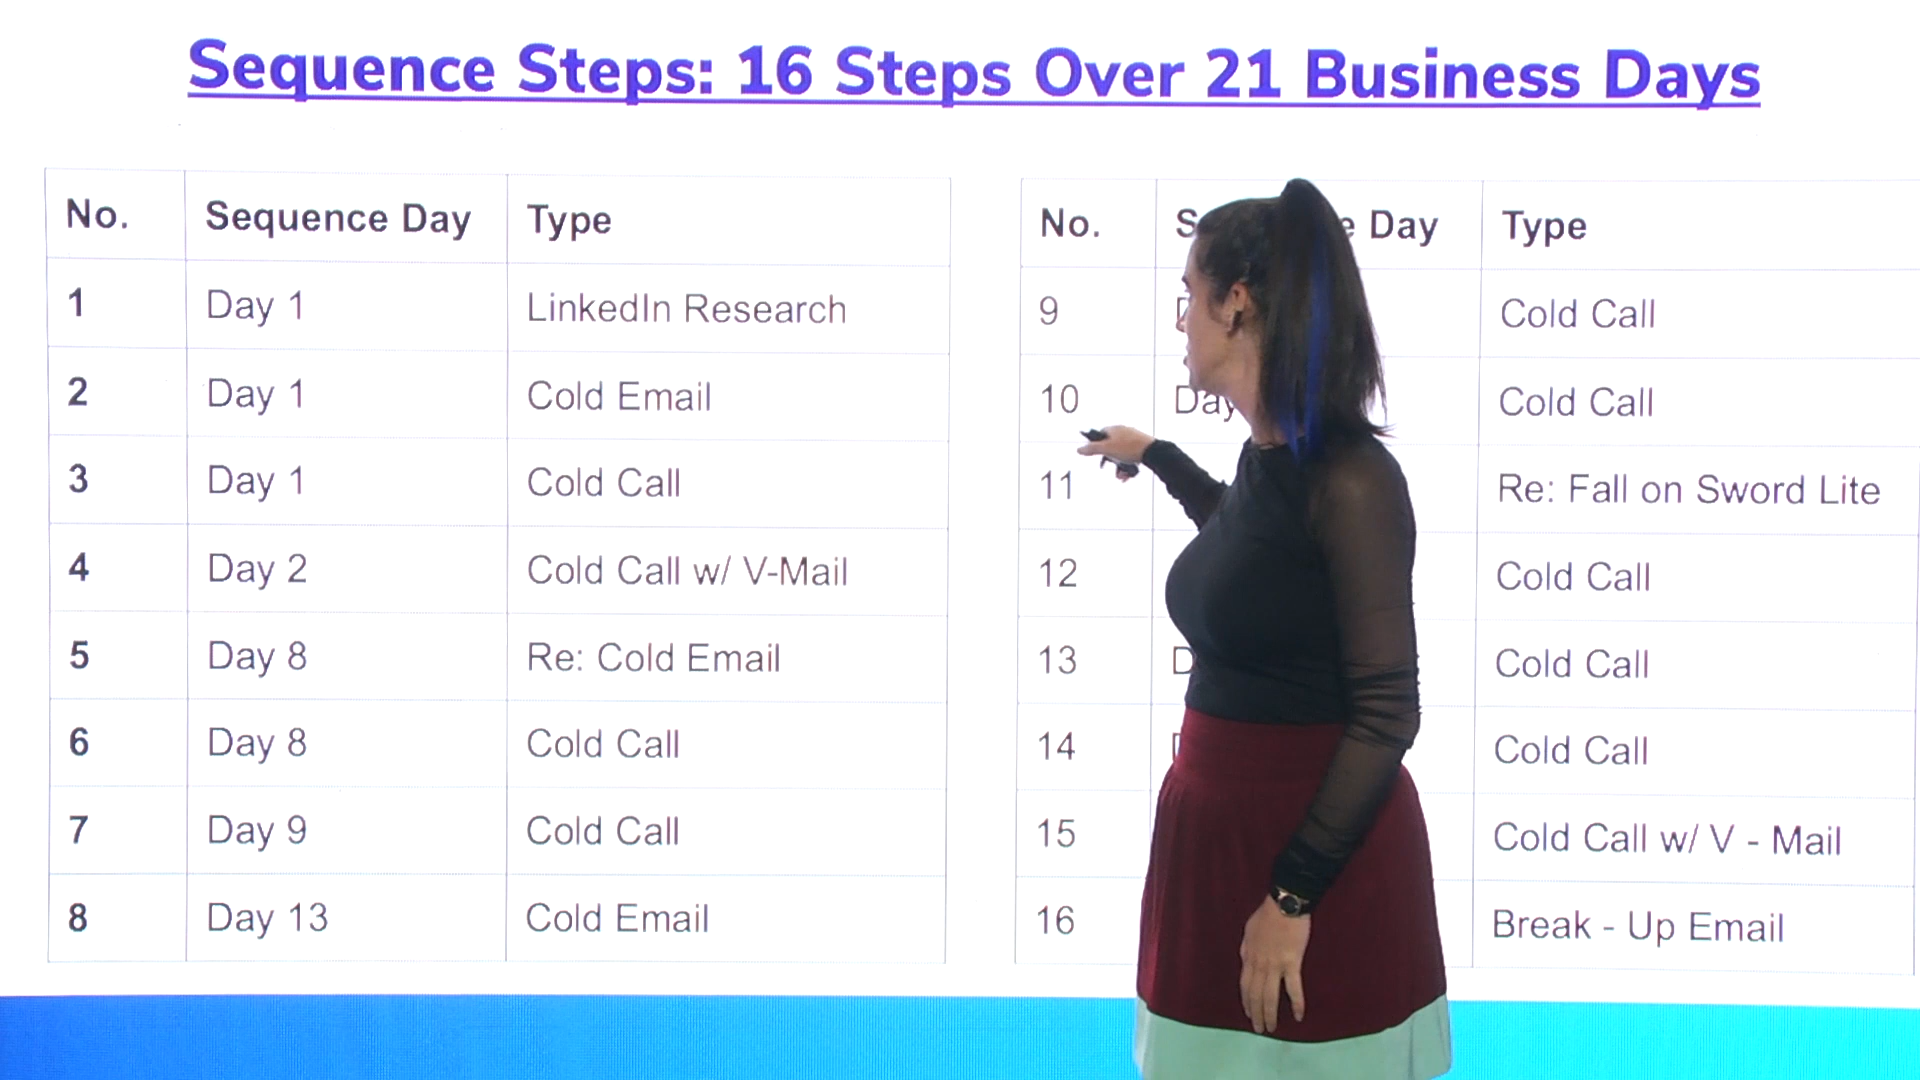 Sequence Steps: 16 Steps Over 21 Business Days
No. Sequence Day Type
1 Day 1 LinkedIn Research
2 Day 1 Cold Email
3 Day 1 Cold Call
4 Day 2 Cold Call w/ V-Mail
5 Day 8 Re: Cold Email
6 Day 8 Cold Call
7 Day 9 Cold Call
8 Day 13 Cold Email
No. Day Type
9 Cold Call
10 Day Cold Call
11 Re: Fall on Sword Lite
12 Cold Call
13 Cold Call
14 Cold Call
15 Cold Call w/ V - Mail
16 Break - Up Email